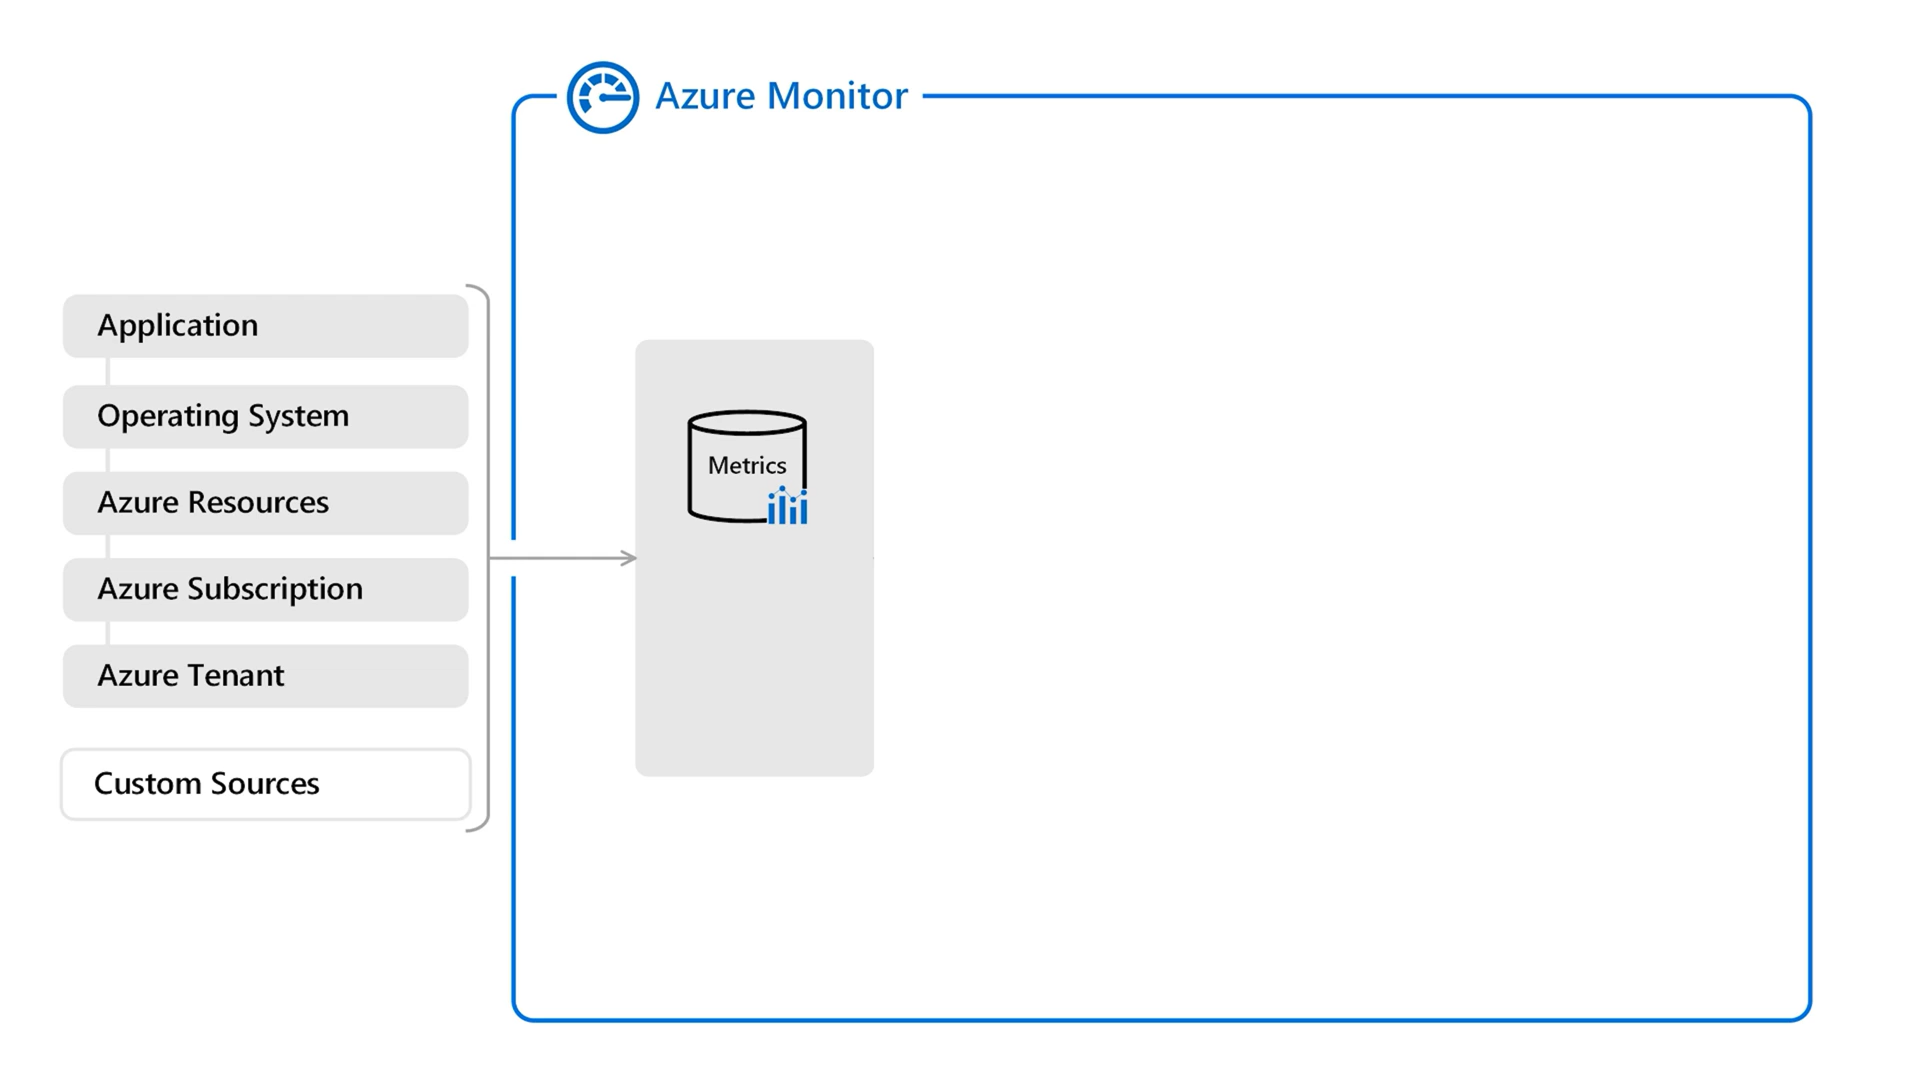 Azure Monitor
Application
Operating System
Azure Resources
Azure Subscription
Azure Tenant
Custom Sources
Metrics